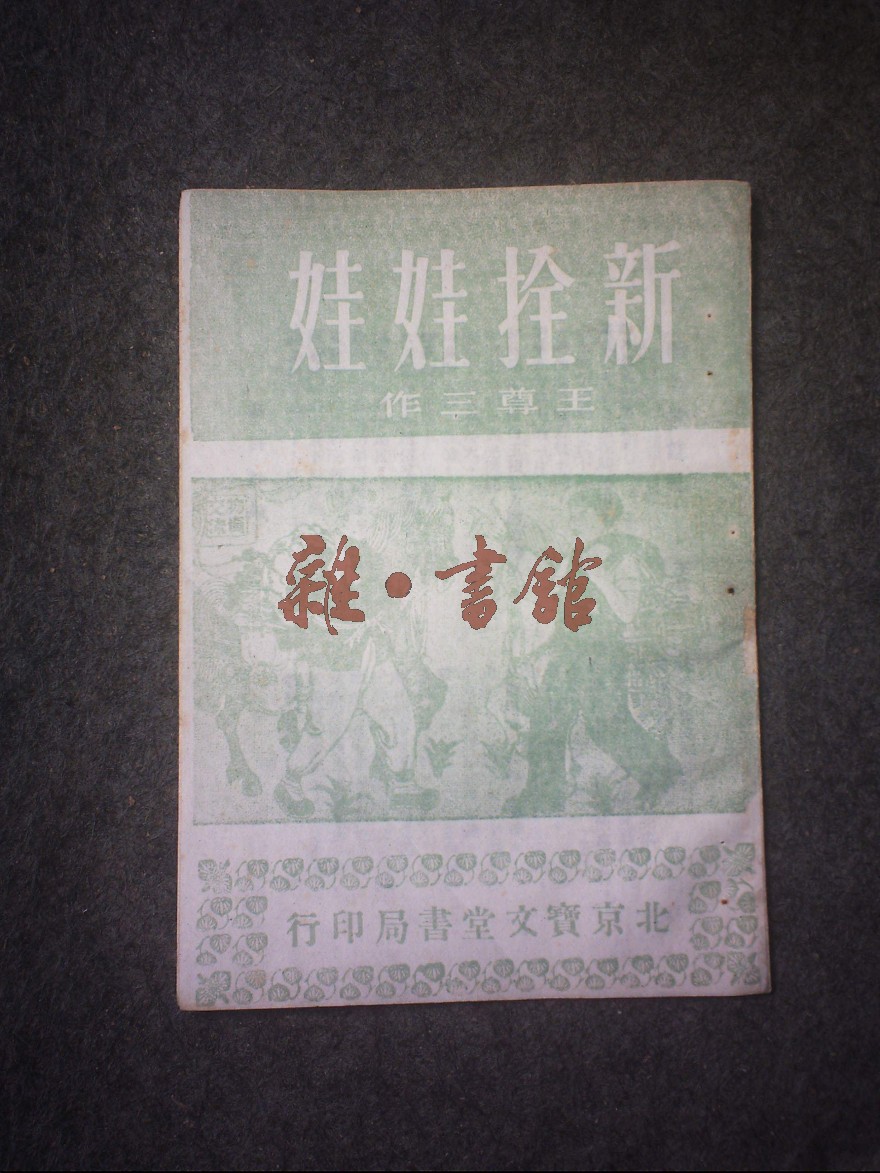 新拴娃娃
王尊三作
雜·書館
北京寶文堂書局印行